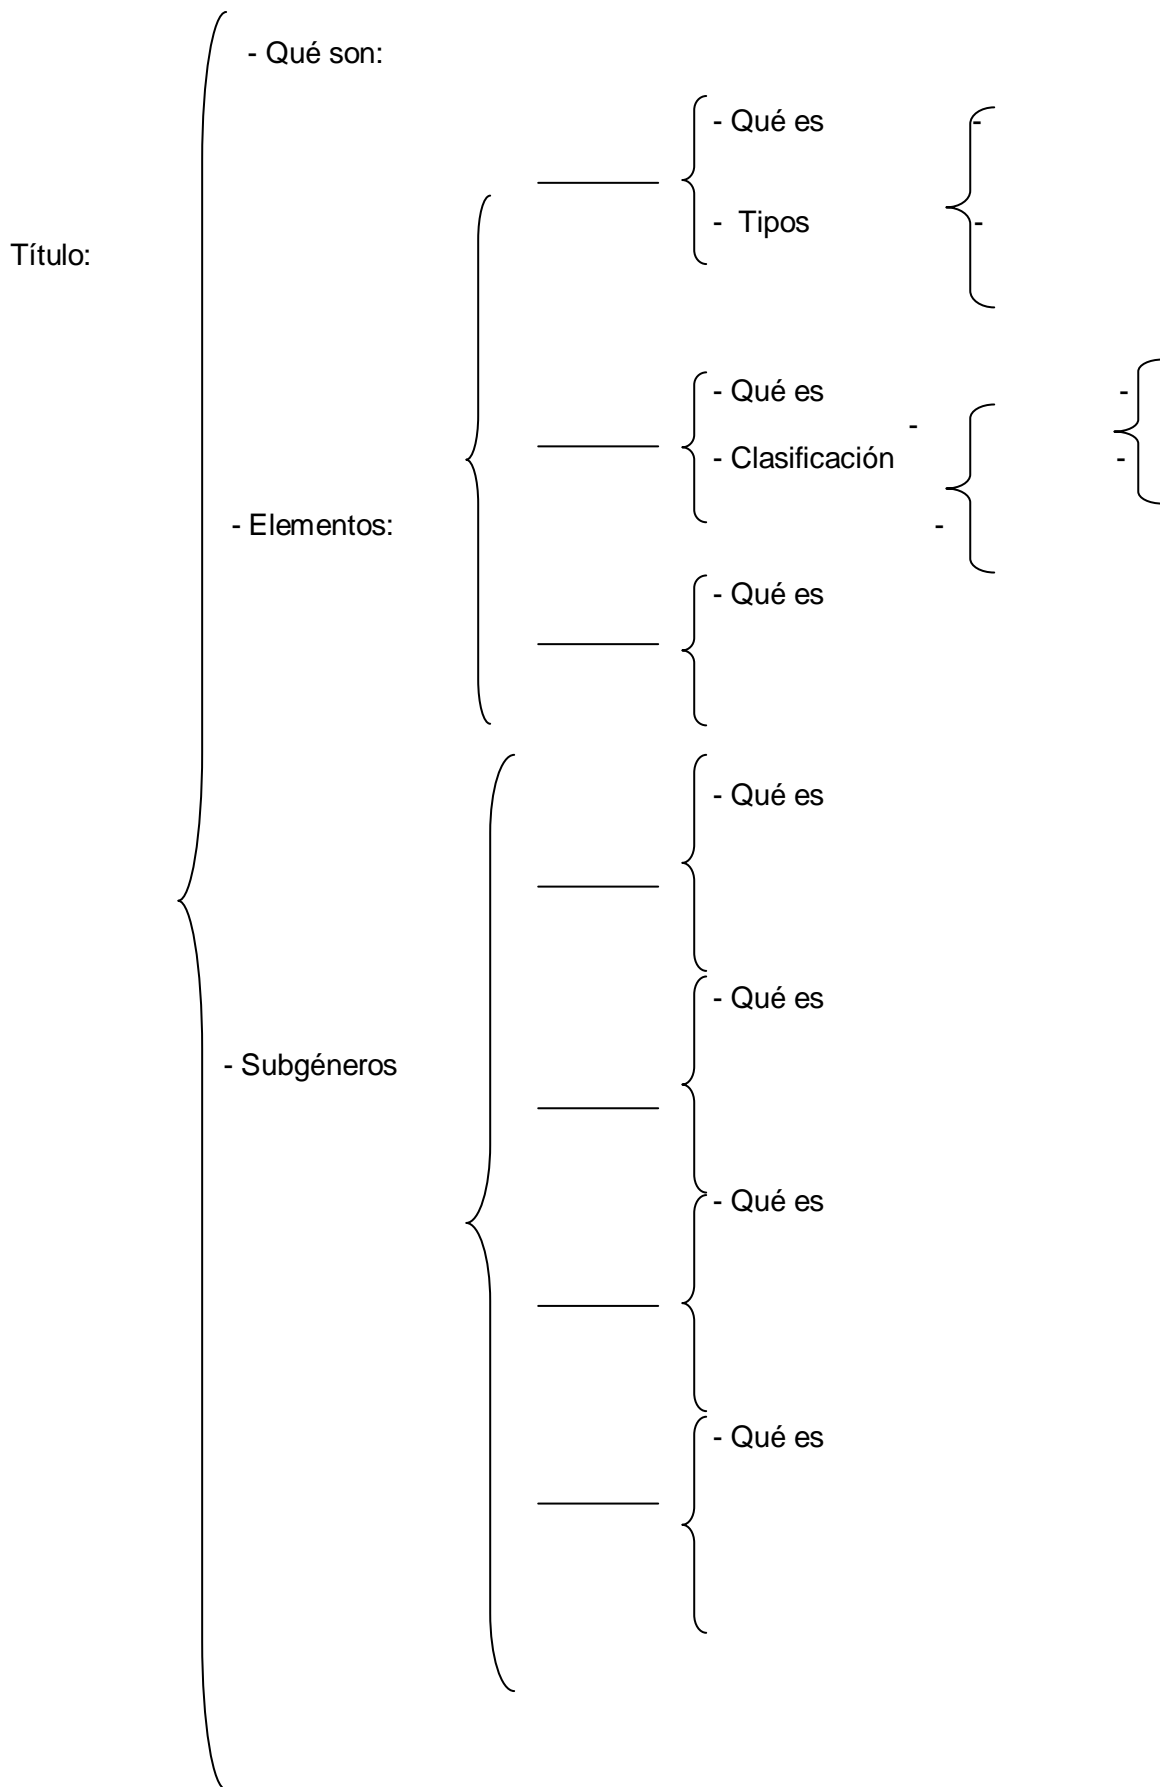 - Qué son:
- Qué es
-
- Tipos
-
Título:
- Qué es
-
-
- Clasificación
-
- Elementos:
-
- Qué es
- Qué es
- Qué es
- Subgéneros
- Qué es
- Qué es